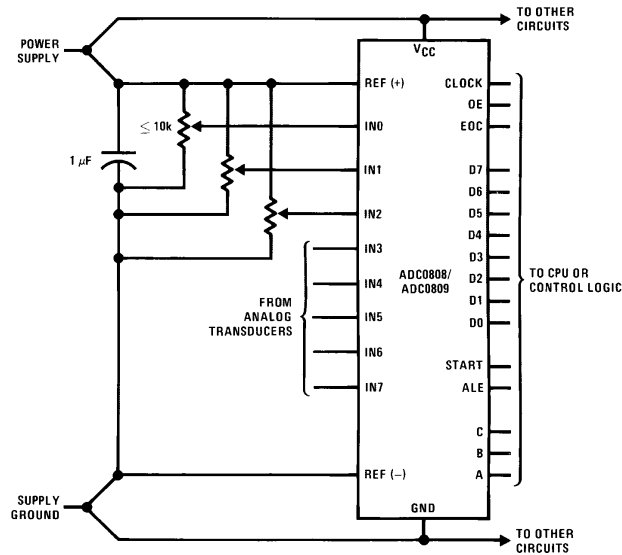 TO OTHER
CIRCUITS
POWER
SUPPLY
VCC
REF (+)
CLOCK
OE
≤ 10k
IN0
EOC
1 µF
IN1
D7
D6
IN2
D5
D4
IN3
D3
ADC0808/
ADC0809
IN4
D2
TO CPU OR
CONTROL LOGIC
FROM
ANALOG
TRANSDUCERS
D1
IN5
D0
IN6
START
IN7
ALE
C
B
REF (−)
A
SUPPLY
GROUND
GND
TO OTHER
CIRCUITS